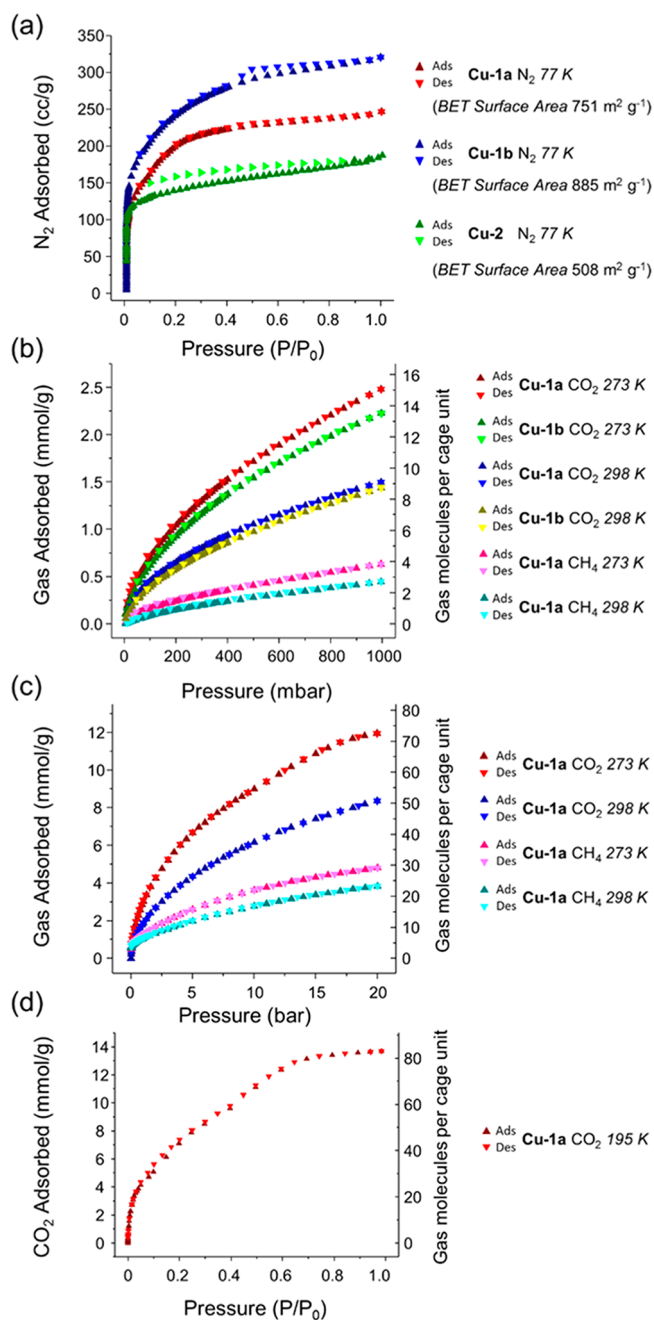 (a)
350
300
250
200
150
100
50
0
N₂ Adsorbed (cc/g)
0 0.2 0.4 0.6 0.8 1.0
Pressure (P/P₀)
Ads
Des
Cu-1a N₂ 77 K
(BET Surface Area 751 m² g⁻¹)
Ads
Des
Cu-1b N₂ 77 K
(BET Surface Area 885 m² g⁻¹)
Ads
Des
Cu-2 N₂ 77 K
(BET Surface Area 508 m² g⁻¹)
(b)
2.5
2.0
1.5
1.0
0.5
0.0
Gas Adsorbed (mmol/g)
0 200 400 600 800 1000
Pressure (mbar)
16
14
12
10
8
6
4
2
0
Gas molecules per cage unit
Ads
Des
Cu-1a CO₂ 273 K
Ads
Des
Cu-1b CO₂ 273 K
Ads
Des
Cu-1a CO₂ 298 K
Ads
Des
Cu-1b CO₂ 298 K
Ads
Des
Cu-1a CH₄ 273 K
Ads
Des
Cu-1a CH₄ 298 K
(c)
12
10
8
6
4
2
0
Gas Adsorbed (mmol/g)
0 5 10 15 20
Pressure (bar)
80
70
60
50
40
30
20
10
0
Gas molecules per cage unit
Ads
Des
Cu-1a CO₂ 273 K
Ads
Des
Cu-1a CO₂ 298 K
Ads
Des
Cu-1a CH₄ 273 K
Ads
Des
Cu-1a CH₄ 298 K
(d)
14
12
10
8
6
4
2
0
CO₂ Adsorbed (mmol/g)
0 0.2 0.4 0.6 0.8 1.0
Pressure (P/P₀)
80
60
40
20
0
Gas molecules per cage unit
Ads
Des
Cu-1a CO₂ 195 K